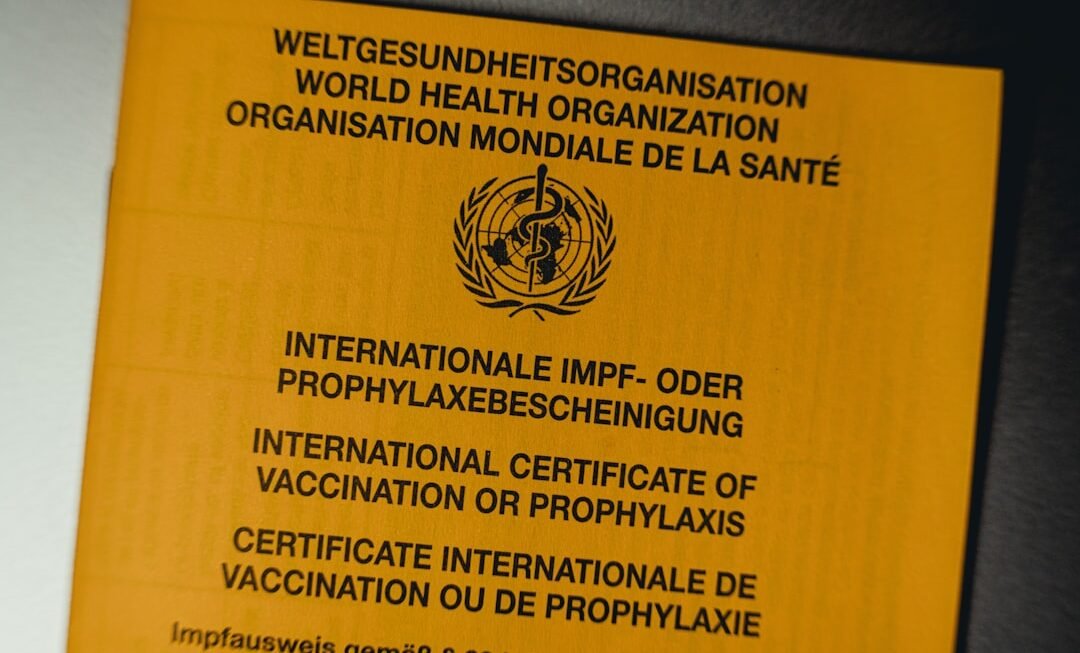 WELTGESUNDHEITSORGANISATION
WORLD HEALTH ORGANIZATION
ORGANISATION MONDIALE DE LA SANTÉ
INTERNATIONALE IMPF- ODER
PROPHYLAXEBESCHEINIGUNG
INTERNATIONAL CERTIFICATE OF
VACCINATION OR PROPHYLAXIS
CERTIFICATE INTERNATIONALE DE
VACCINATION OU DE PROPHYLAXIE
Impfausweis gemäß §